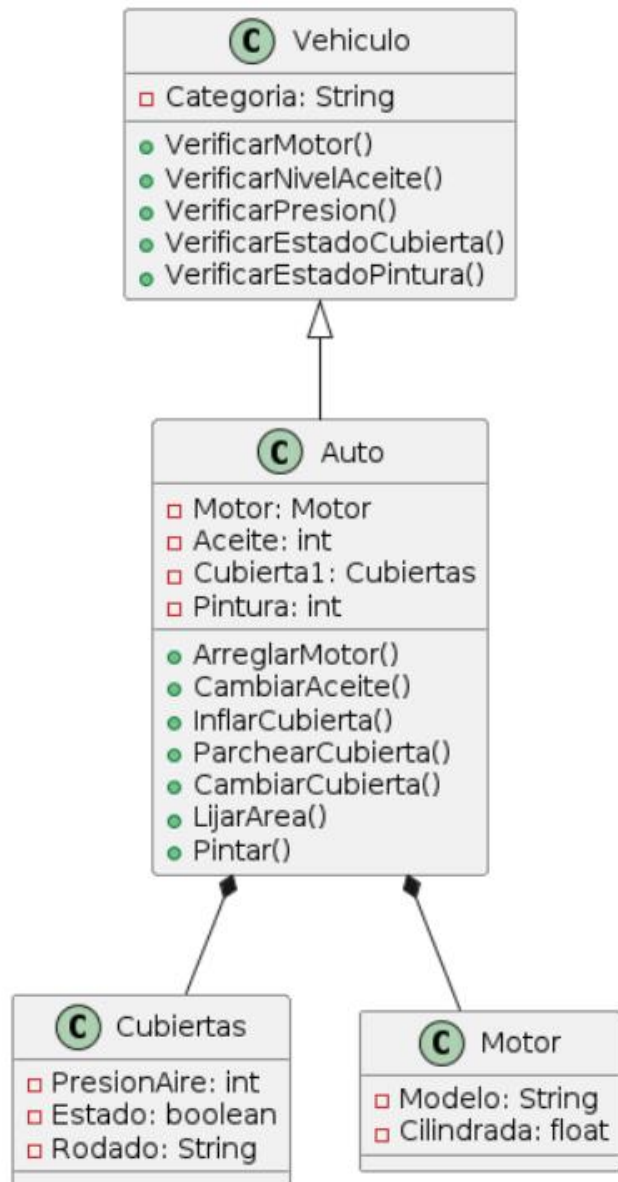 C Vehiculo
Categoria: String
VerificarMotor()
VerificarNivelAceite()
VerificarPresion()
VerificarEstadoCubierta()
VerificarEstadoPintura()
C Auto
Motor: Motor
Aceite: int
Cubierta1: Cubiertas
Pintura: int
ArreglarMotor()
CambiarAceite()
InflarCubierta()
ParchearCubierta()
CambiarCubierta()
LijarArea()
Pintar()
C Cubiertas
PresionAire: int
Estado: boolean
Rodado: String
C Motor
Modelo: String
Cilindrada: float